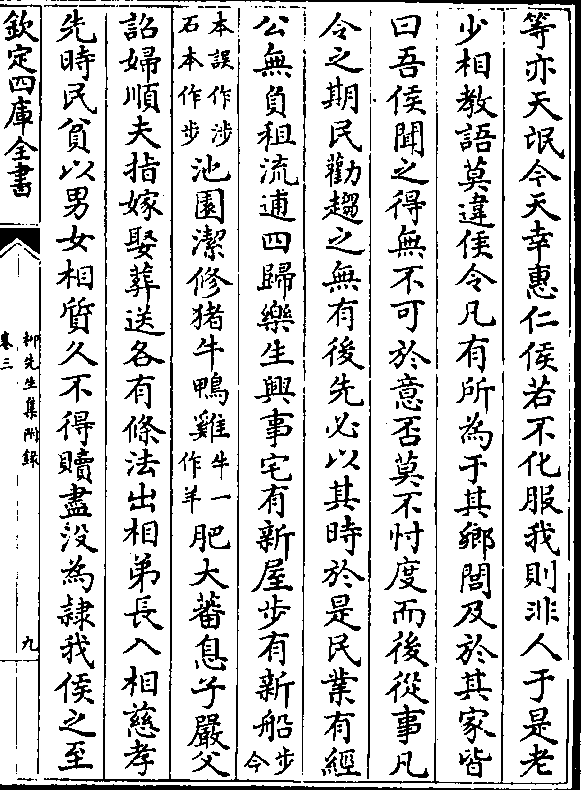 等亦天氓今天幸惠仁侯若不化服我則非人于是老
少相教語莫違侯令凡有所為于其鄉閭及於其家皆
曰吾侯聞之得無不可於意否莫不忖度而後從事凡
令之期民勸趨之無有後先必以其時於是民業有經
公無負租流逋四歸樂生興事宅有新屋步有新船步今
本誤作涉石本作步池園潔修猪牛鴨雞牛一作羊肥大蕃息子嚴父
詔婦順夫指嫁娶葬送各有條法出相弟長入相慈孝
先時民貧以男女相質久不得贖盡沒為隸我侯之至
欽定四庫全書
柳先生集附錄
卷三
九